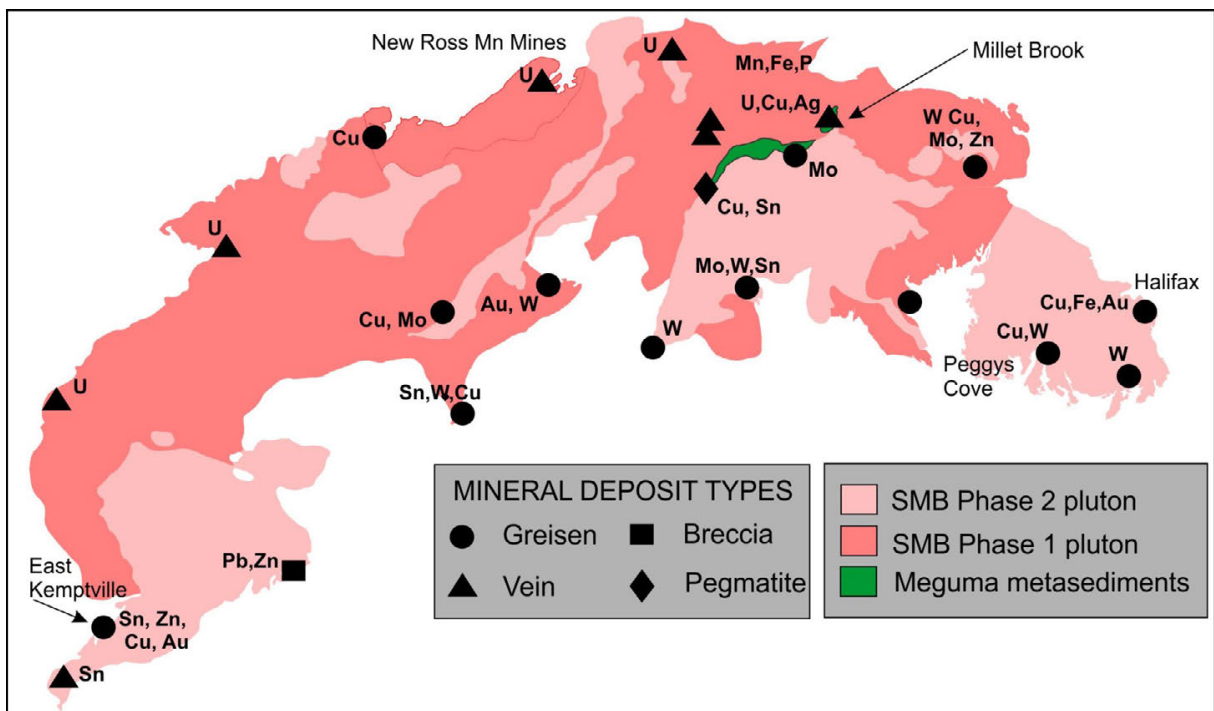 New Ross Mn Mines
U
Millet Brook
Mn,Fe,P
U
U,Cu,Ag
W Cu,
Mo, Zn
Cu
Mo
Cu, Sn
U
Mo,W,Sn
Halifax
Au, W
Cu,Fe,Au
Cu, Mo
Cu,W
W
W
Peggys
Cove
U
Sn,W,Cu
MINERAL DEPOSIT TYPES
Greisen
Breccia
Vein
Pegmatite
SMB Phase 2 pluton
SMB Phase 1 pluton
Meguma metasediments
Pb,Zn
East
Kemptville
Sn, Zn,
Cu, Au
Sn